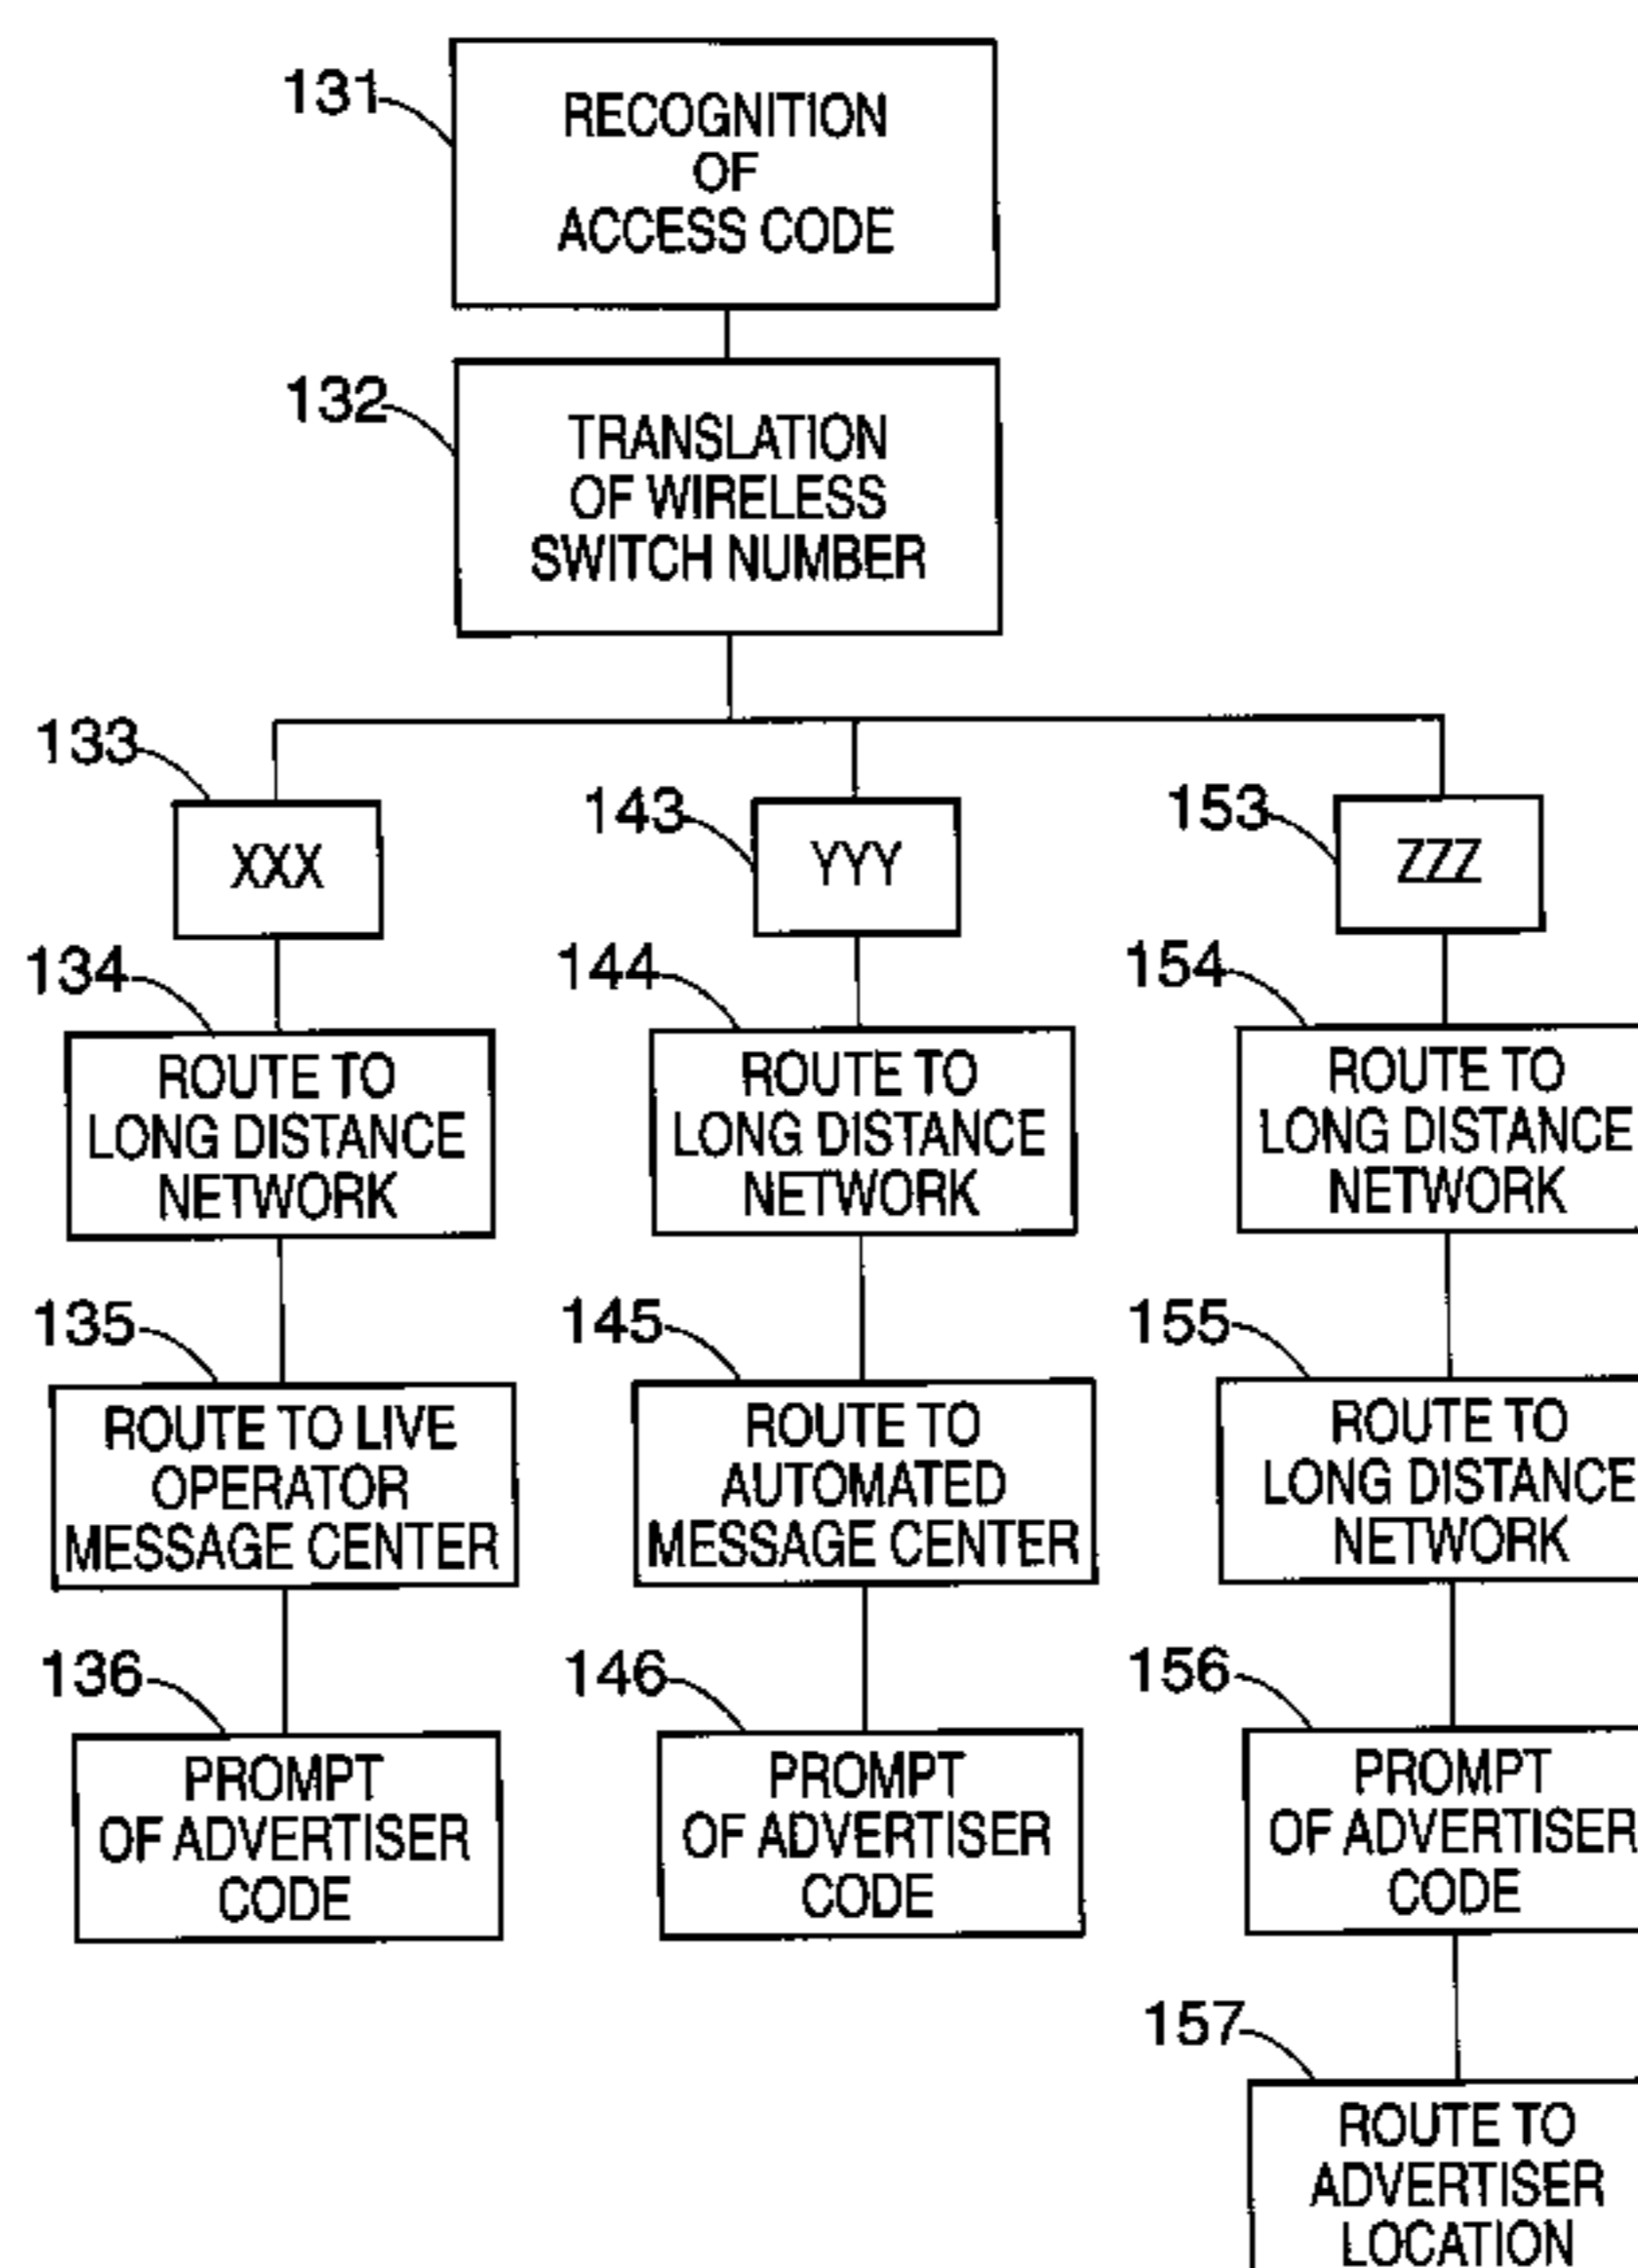 131
RECOGNITION
OF
ACCESS CODE
132
TRANSLATION
OF WIRELESS
SWITCH NUMBER
133
XXX
143
YYY
153
ZZZ
134
ROUTE TO
LONG DISTANCE
NETWORK
144
ROUTE TO
LONG DISTANCE
NETWORK
154
ROUTE TO
LONG DISTANCE
NETWORK
135
ROUTE TO LIVE
OPERATOR
MESSAGE CENTER
145
ROUTE TO
AUTOMATED
MESSAGE CENTER
155
ROUTE TO
LONG DISTANCE
NETWORK
136
PROMPT
OF ADVERTISER
CODE
146
PROMPT
OF ADVERTISER
CODE
156
PROMPT
OF ADVERTISER
CODE
157
ROUTE TO
ADVERTISER
LOCATION